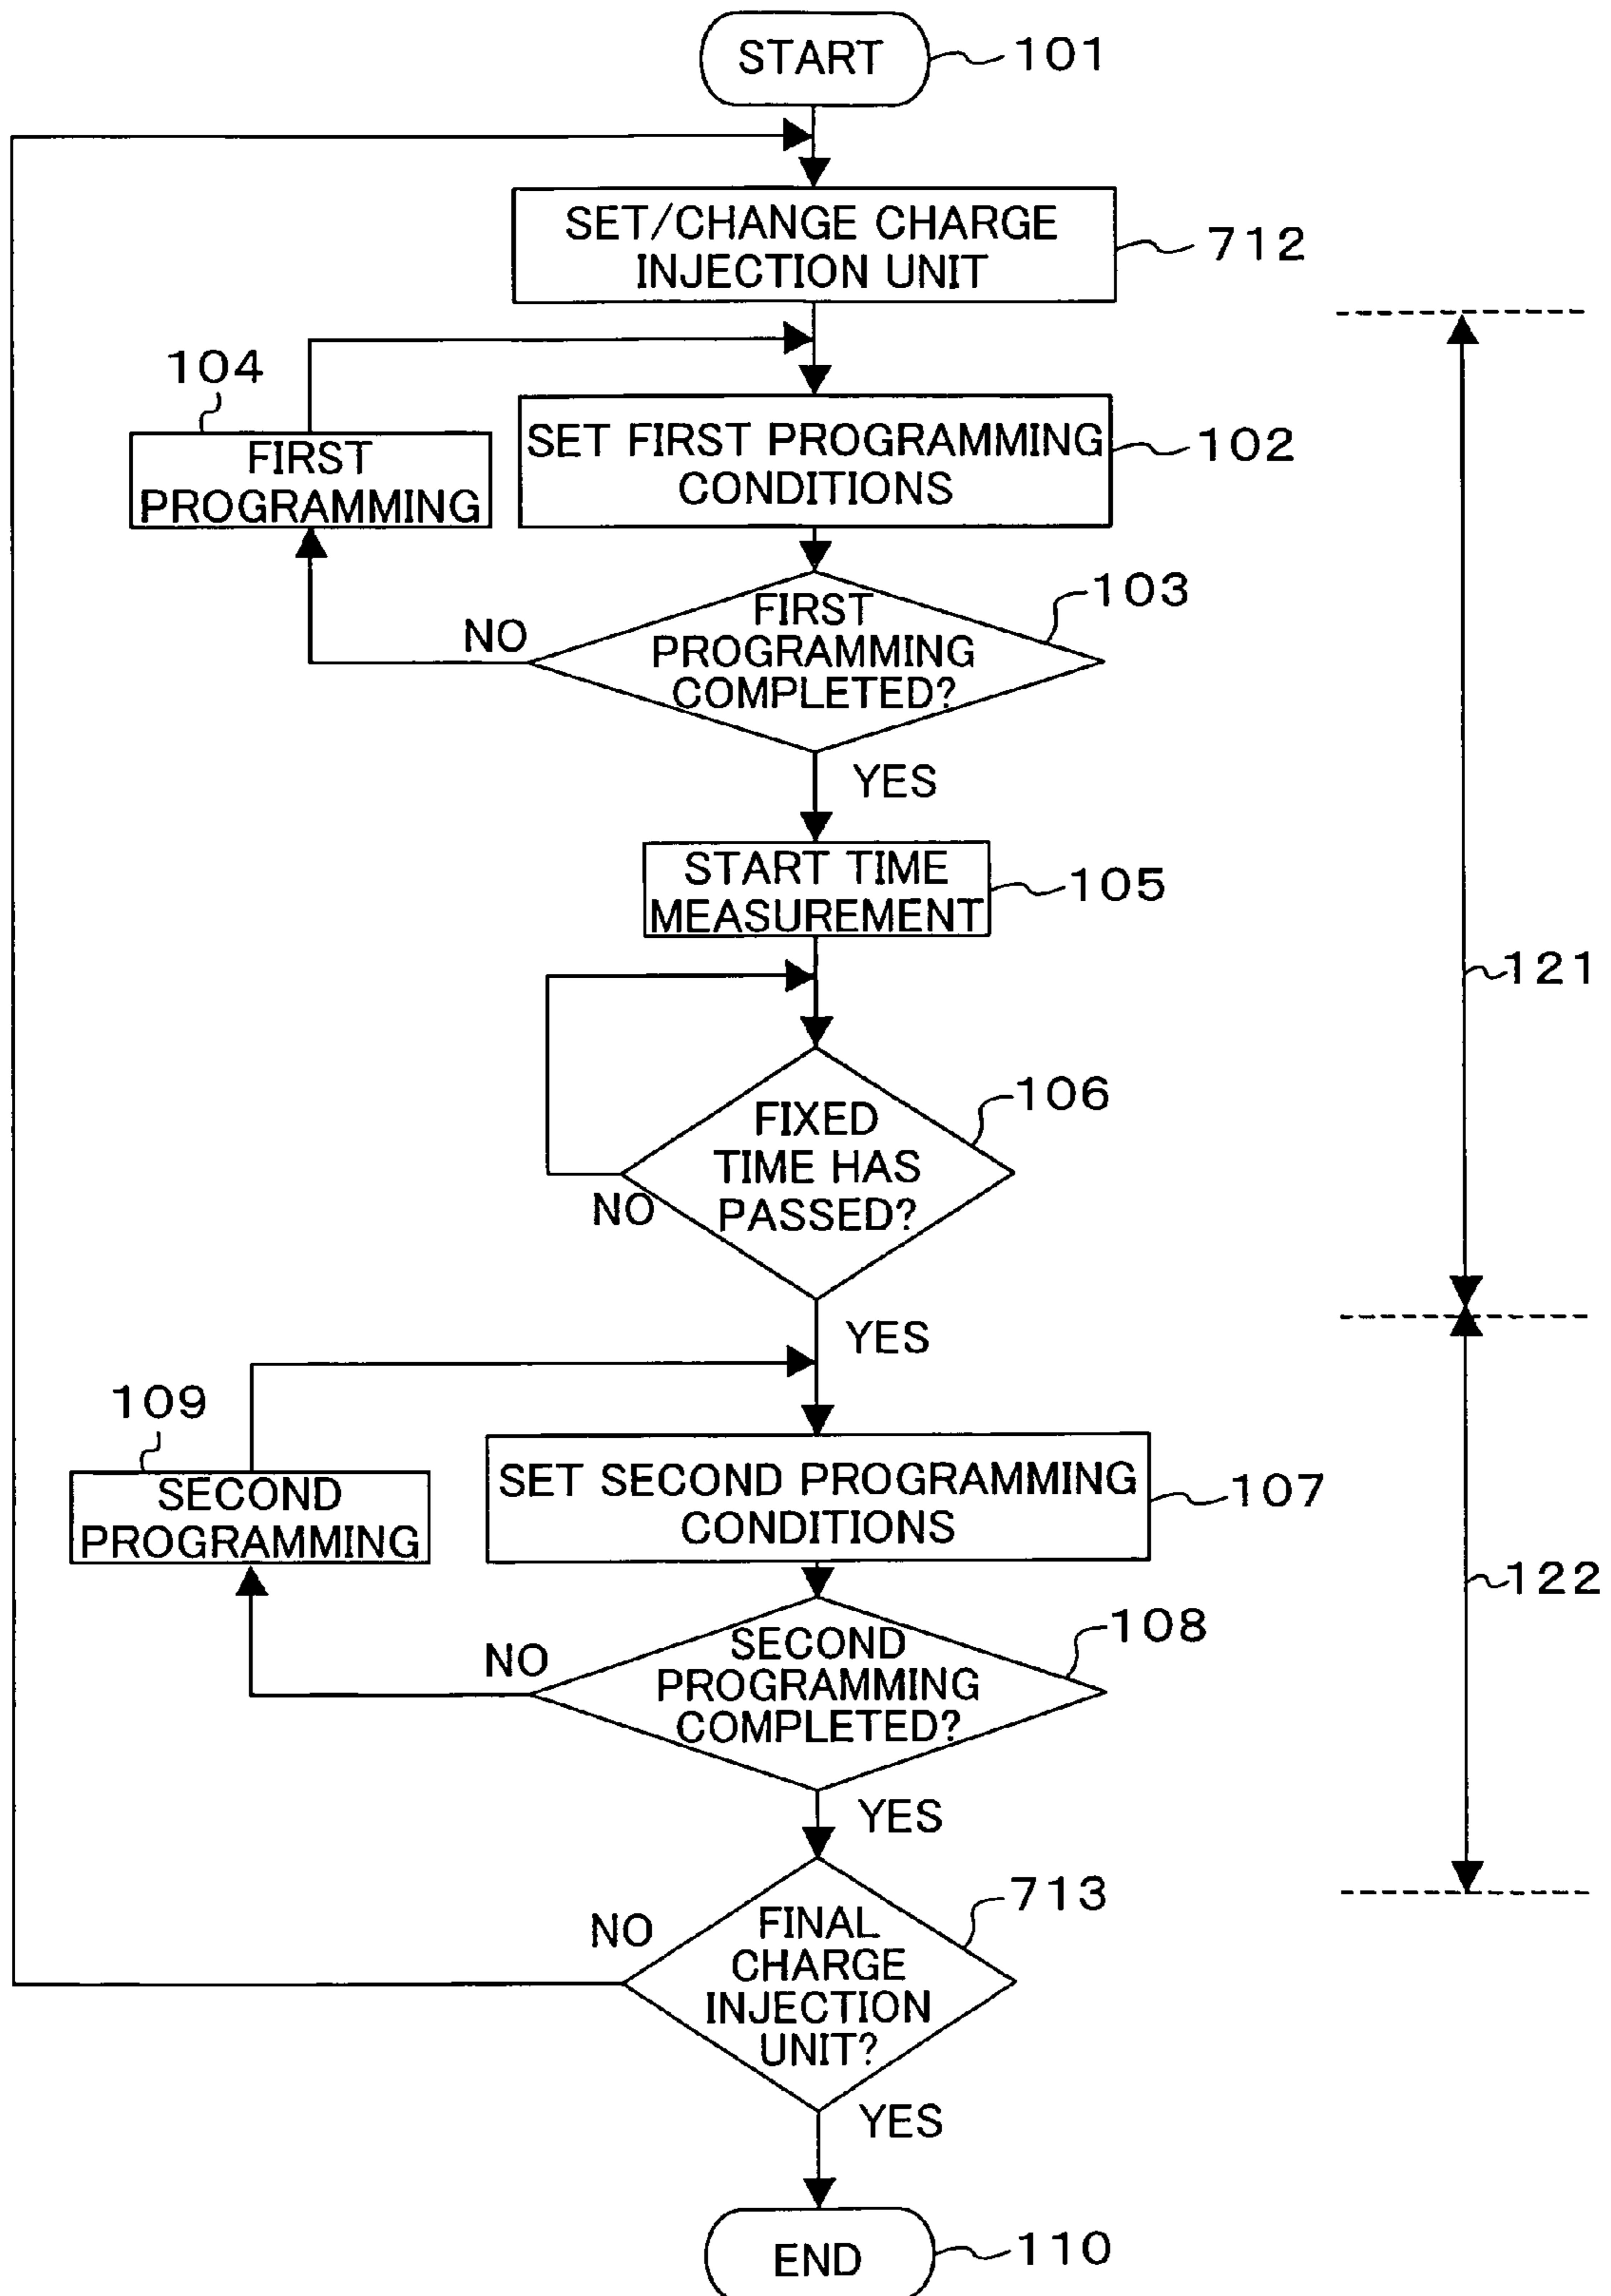 START
101
SET/CHANGE CHARGE
INJECTION UNIT
712
104
FIRST
PROGRAMMING
SET FIRST PROGRAMMING
CONDITIONS
102
FIRST
PROGRAMMING
COMPLETED?
103
NO
YES
START TIME
MEASUREMENT
105
121
FIXED
TIME HAS
PASSED?
106
NO
YES
109
SECOND
PROGRAMMING
SET SECOND PROGRAMMING
CONDITIONS
107
122
SECOND
PROGRAMMING
COMPLETED?
108
NO
YES
FINAL
CHARGE
INJECTION
UNIT?
713
NO
YES
END
110